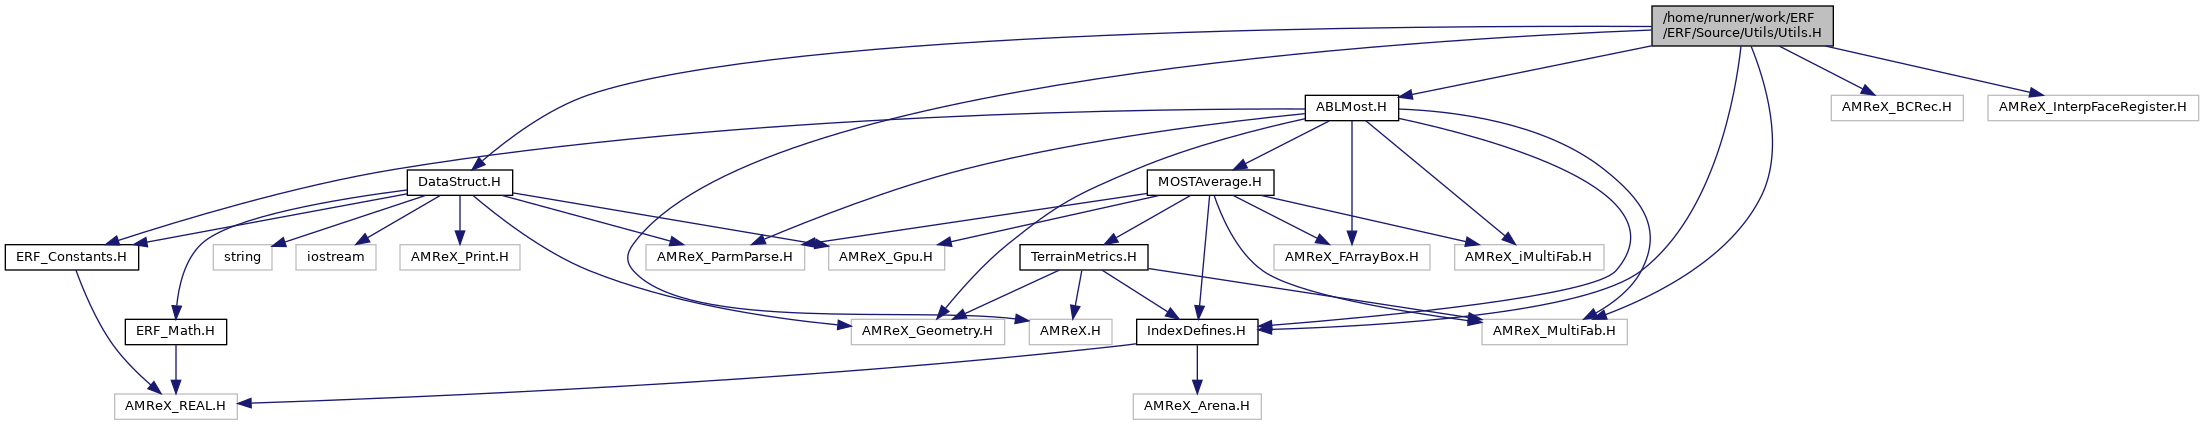 /home/runner/work/ERF
/ERF/Source/Utils/Utils.H
ABLMost.H
AMReX_BCRec.H
AMReX_InterpFaceRegister.H
DataStruct.H
MOSTAverage.H
ERF_Constants.H
string
iostream
AMReX_Print.H
AMReX_ParmParse.H
AMReX_Gpu.H
TerrainMetrics.H
AMReX_FArrayBox.H
AMReX_iMultiFab.H
ERF_Math.H
AMReX_Geometry.H
AMReX.H
IndexDefines.H
AMReX_MultiFab.H
AMReX_REAL.H
AMReX_Arena.H